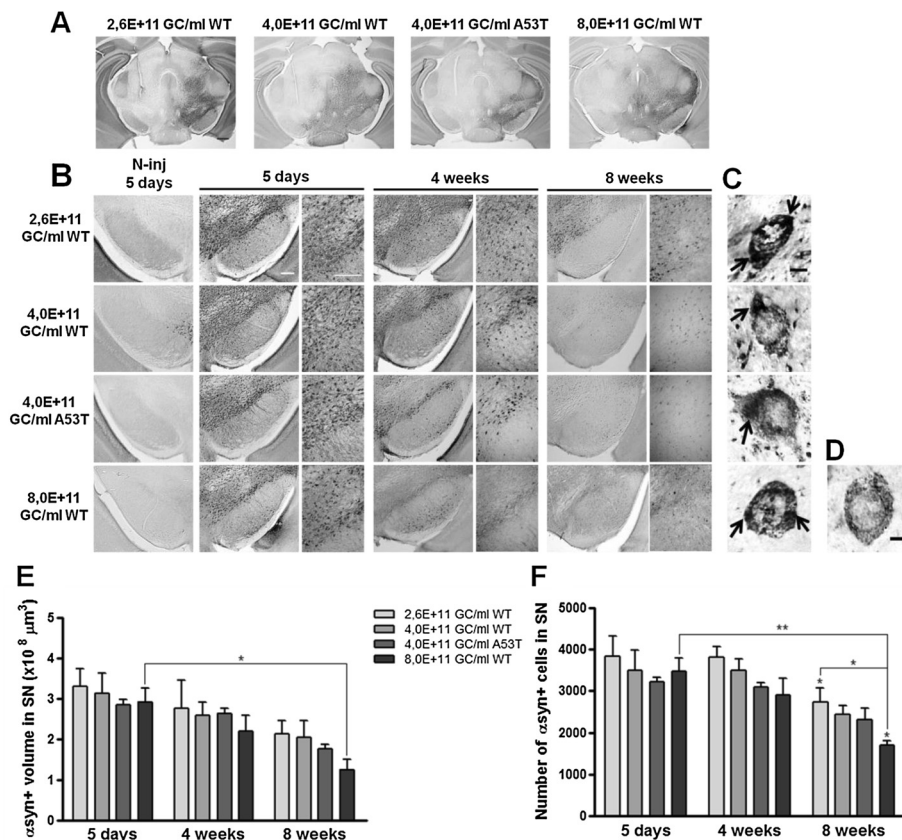 A
2,6E+11 GC/ml WT
4,0E+11 GC/ml WT
4,0E+11 GC/ml A53T
8,0E+11 GC/ml WT
B
N-inj
5 days
5 days
4 weeks
8 weeks
C
2,6E+11
GC/ml WT
4,0E+11
GC/ml WT
4,0E+11
GC/ml A53T
8,0E+11
GC/ml WT
D
E
αsyn+ volume in SN (x10⁸ µm³)
5
4
3
2
1
0
*
5 days
4 weeks
8 weeks
2,6E+11 GC/ml WT
4,0E+11 GC/ml WT
4,0E+11 GC/ml A53T
8,0E+11 GC/ml WT
F
Number of αsyn+ cells in SN
5000
4000
3000
2000
1000
0
**
*
*
*
5 days
4 weeks
8 weeks